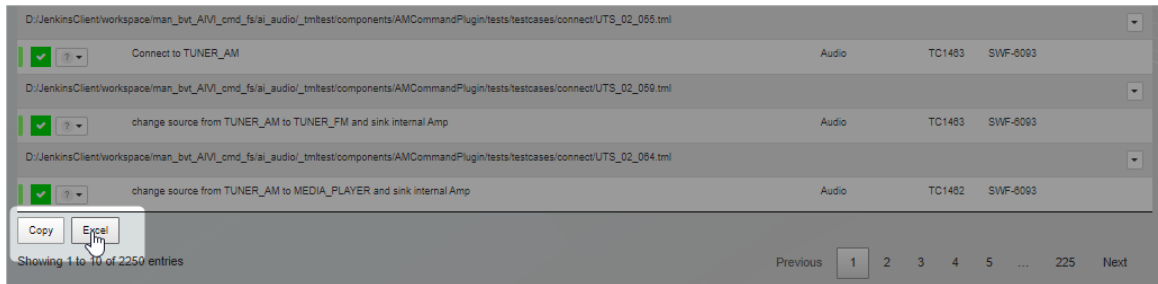 D:/JenkinsClient/workspace/man_bvt_AIVI_cmd_fs/ai_audio/_tmltest/components/AMCommandPlugin/tests/testcases/connect/UTS_02_055.tml
? Connect to TUNER_AM Audio TC1463 SWF-6093
D:/JenkinsClient/workspace/man_bvt_AIVI_cmd_fs/ai_audio/_tmltest/components/AMCommandPlugin/tests/testcases/connect/UTS_02_059.tml
? change source from TUNER_AM to TUNER_FM and sink internal Amp Audio TC1463 SWF-6093
D:/JenkinsClient/workspace/man_bvt_AIVI_cmd_fs/ai_audio/_tmltest/components/AMCommandPlugin/tests/testcases/connect/UTS_02_064.tml
? change source from TUNER_AM to MEDIA_PLAYER and sink internal Amp Audio TC1462 SWF-6093
Copy Excel
Showing 1 to 10 of 2250 entries Previous 1 2 3 4 5 … 225 Next